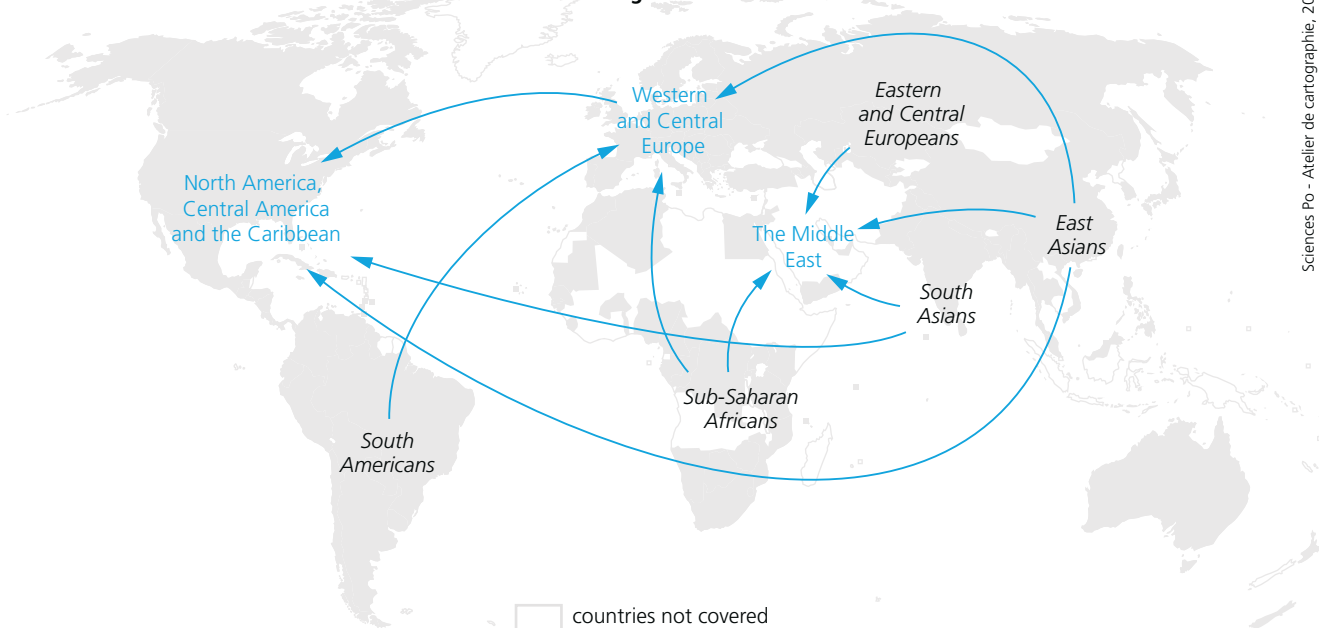 Western
and Central
Europe
Eastern
and Central
Europeans
North America,
Central America
and the Caribbean
The Middle
East
East
Asians
South
Asians
Sub-Saharan
Africans
South
Americans
countries not covered
Sciences Po - Atelier de cartographie,